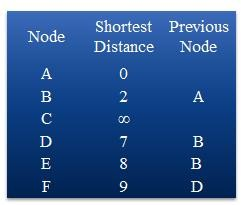 Node Shortest Distance Previous Node
A 0
B 2 A
C ∞
D 7 B
E 8 B
F 9 D